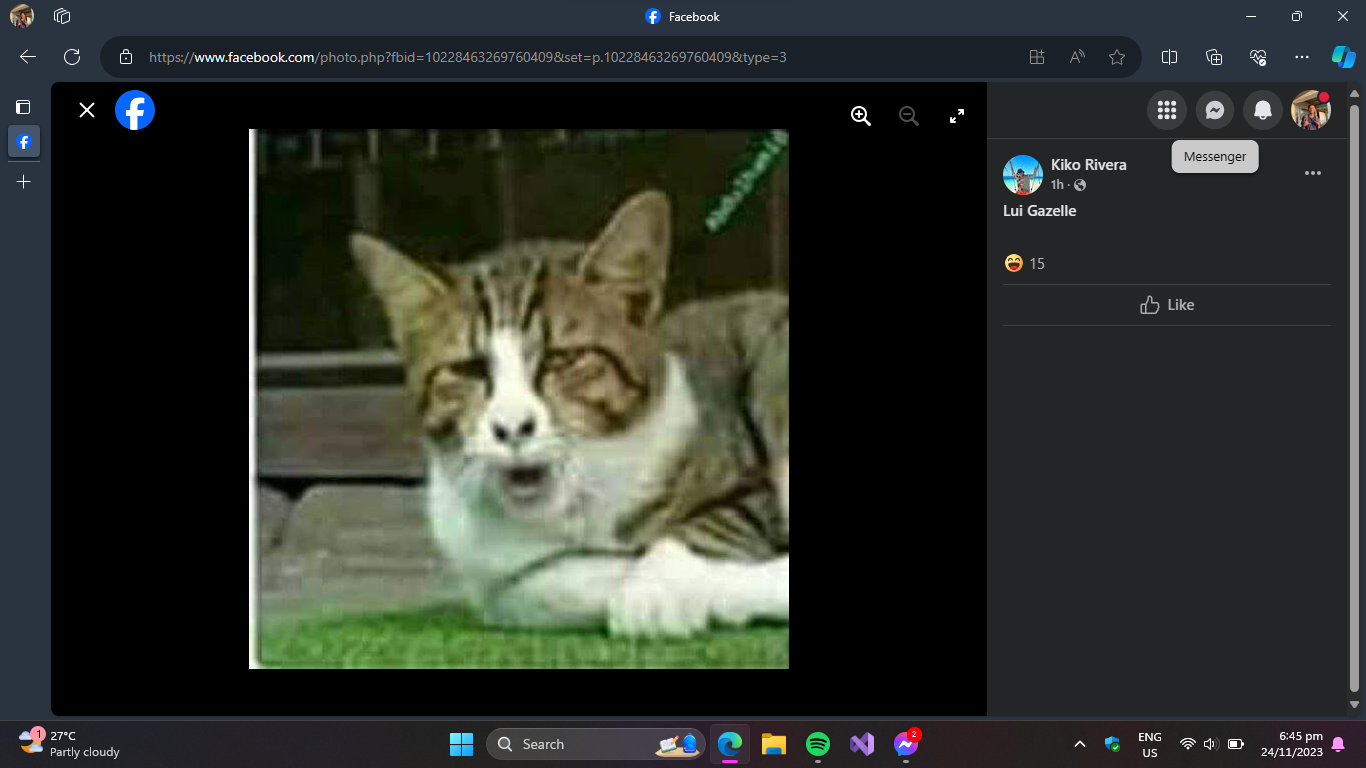 Facebook
https://www.facebook.com/photo.php?fbid=10228463269760409&set=p.10228463269760409&type=3
Messenger
Kiko Rivera
1h ·
Lui Gazelle
15
Like
1
27°C
Partly cloudy
Search
2
ENG
US
6:45 pm
24/11/2023